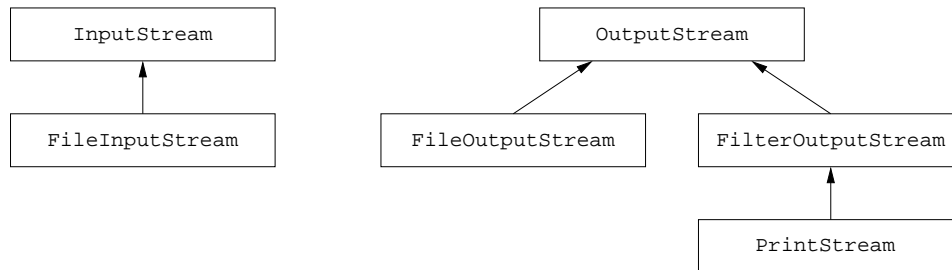 InputStream
OutputStream
FileInputStream
FileOutputStream
FilterOutputStream
PrintStream